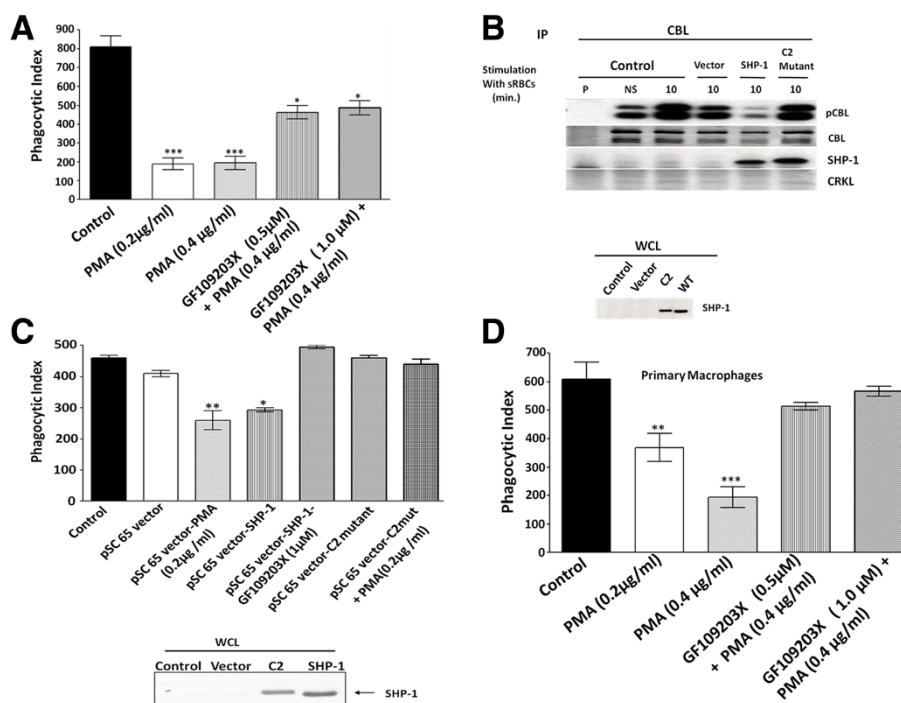 A
Phagocytic Index
900
800
700
600
500
400
300
200
100
0
***
***
*
*
Control
PMA (0.2µg/ml)
PMA (0.4 µg/ml)
GF109203X (0.5µM)
+ PMA (0.4 µg/ml)
GF109203X ( 1.0 µM) +
PMA (0.4 µg/ml)
B
IP
CBL
Stimulation
With sRBCs
(min.)
Control
Vector
SHP-1
C2
Mutant
P
NS
10
10
10
10
pCBL
CBL
SHP-1
CRKL
WCL
Control
Vector
C2
WT
SHP-1
C
Phagocytic Index
500
400
300
200
100
0
**
*
Control
pSC 65 vector
pSC 65 vector-PMA
(0.2µg /ml)
pSC 65 vector-SHP-1
pSC 65 vector-SHP-1-
GF109203X (1µM)
pSC 65 vector-C2 mutant
pSC 65 vector-C2mut
+ PMA(0.2µg/ml)
WCL
Control
Vector
C2
SHP-1
SHP-1
D
Primary Macrophages
Phagocytic Index
700
600
500
400
300
200
100
0
**
***
Control
PMA (0.2µg/ml)
PMA (0.4 µg/ml)
GF109203X (0.5µM)
+ PMA (0.4 µg/ml)
GF109203X ( 1.0 µM) +
PMA (0.4 µg/ml)